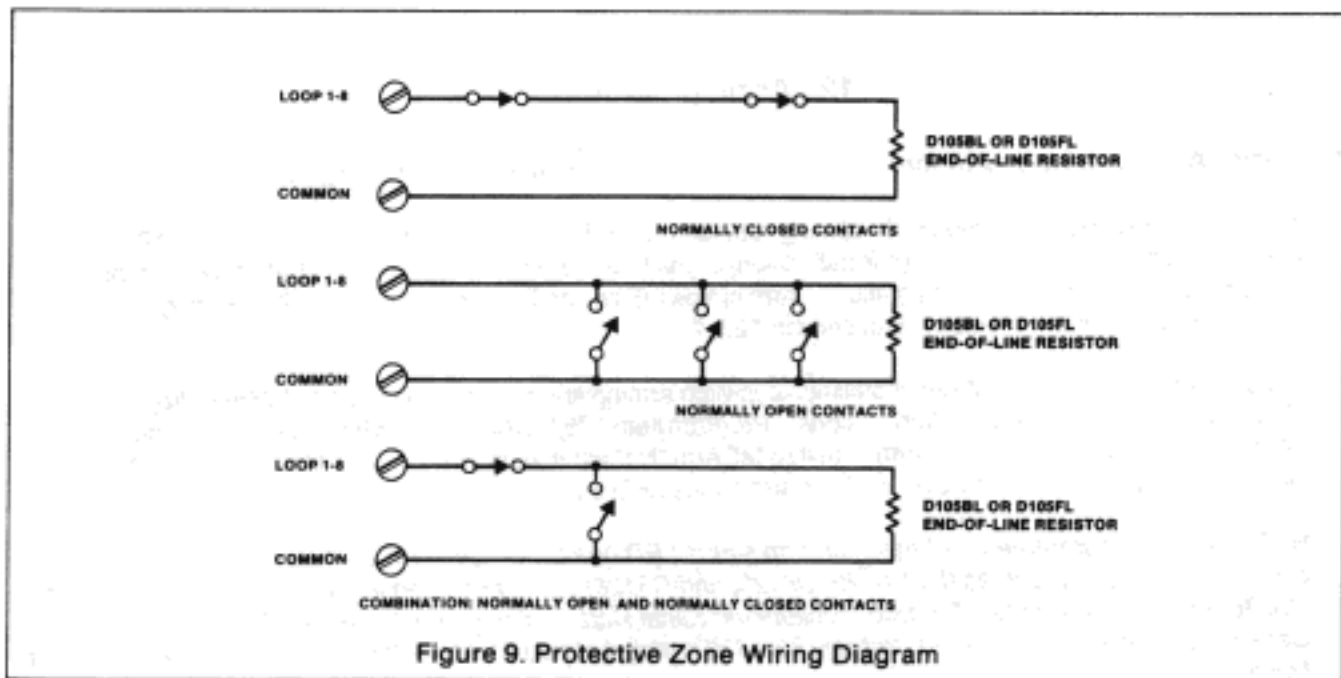 LOOP 1-8
D105BL OR D105FL
END-OF-LINE RESISTOR
COMMON
NORMALLY CLOSED CONTACTS
LOOP 1-8
D105BL OR D105FL
END-OF-LINE RESISTOR
COMMON
NORMALLY OPEN CONTACTS
LOOP 1-8
D105BL OR D105FL
END-OF-LINE RESISTOR
COMMON
COMBINATION: NORMALLY OPEN AND NORMALLY CLOSED CONTACTS
Figure 9. Protective Zone Wiring Diagram